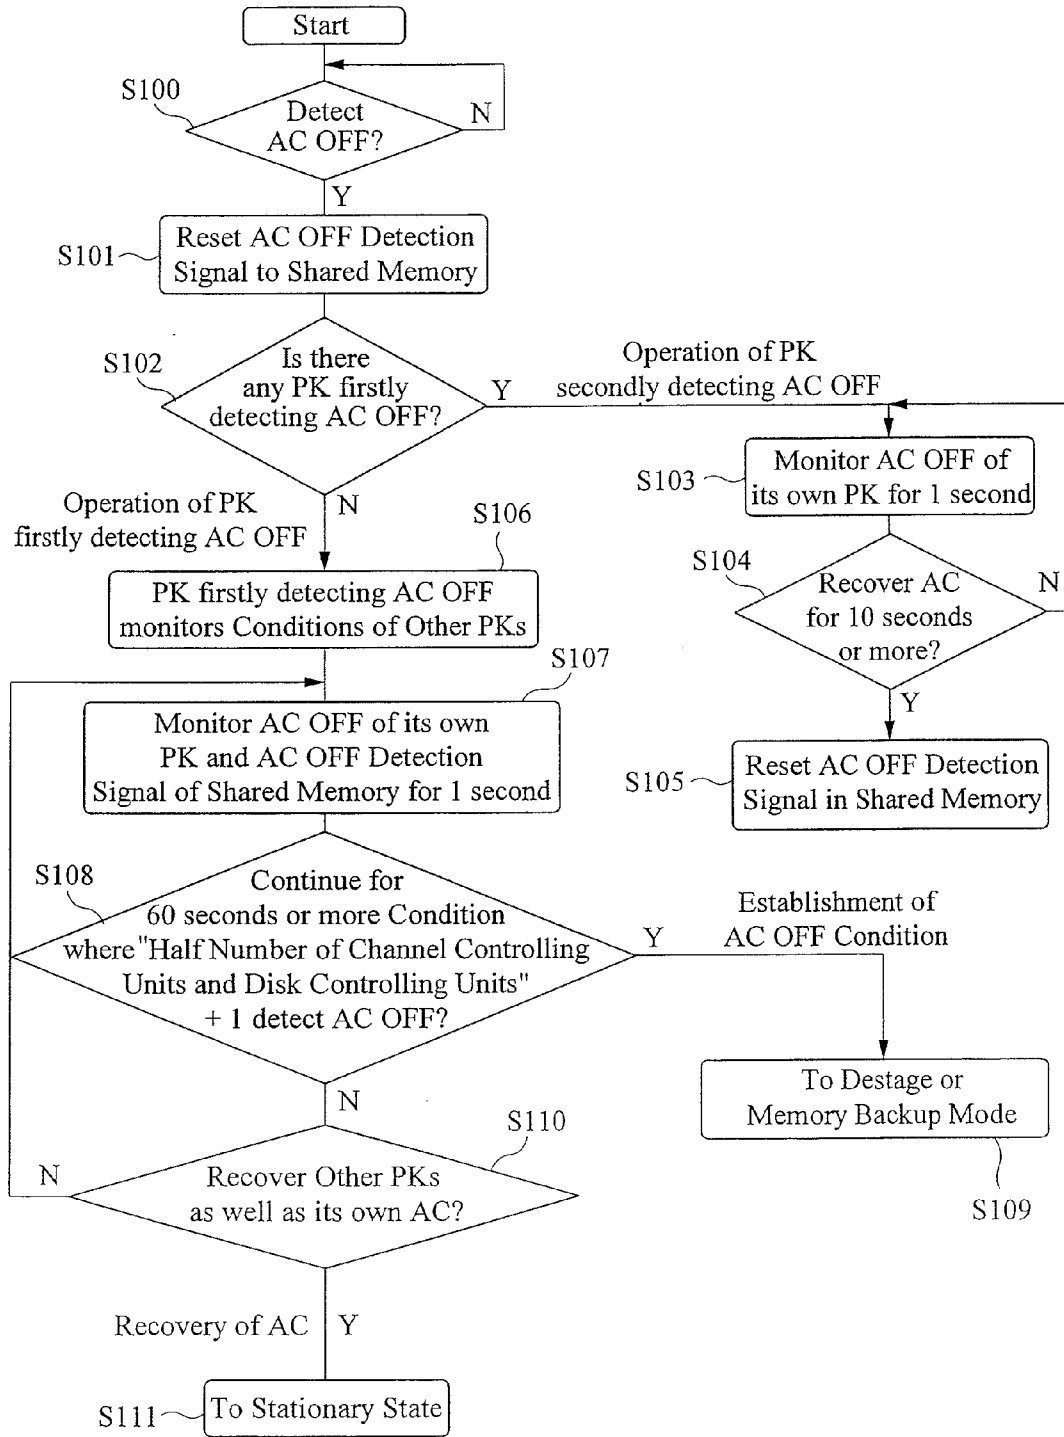 Start
S100
Detect
AC OFF?
N
Y
S101
Reset AC OFF Detection
Signal to Shared Memory
S102
Is there
any PK firstly
detecting AC OFF?
Y
Operation of PK
secondly detecting AC OFF
S103
Monitor AC OFF of
its own PK for 1 second
S104
Recover AC
for 10 seconds
or more?
N
Y
S105
Reset AC OFF Detection
Signal in Shared Memory
Operation of PK
firstly detecting AC OFF
N
S106
PK firstly detecting AC OFF
monitors Conditions of Other PKs
S107
Monitor AC OFF of its own
PK and AC OFF Detection
Signal of Shared Memory for 1 second
S108
Continue for
60 seconds or more Condition
where "Half Number of Channel Controlling
Units and Disk Controlling Units"
+ 1 detect AC OFF?
Y
Establishment of
AC OFF Condition
To Destage or
Memory Backup Mode
S109
N
S110
Recover Other PKs
as well as its own AC?
N
Recovery of AC
Y
S111
To Stationary State